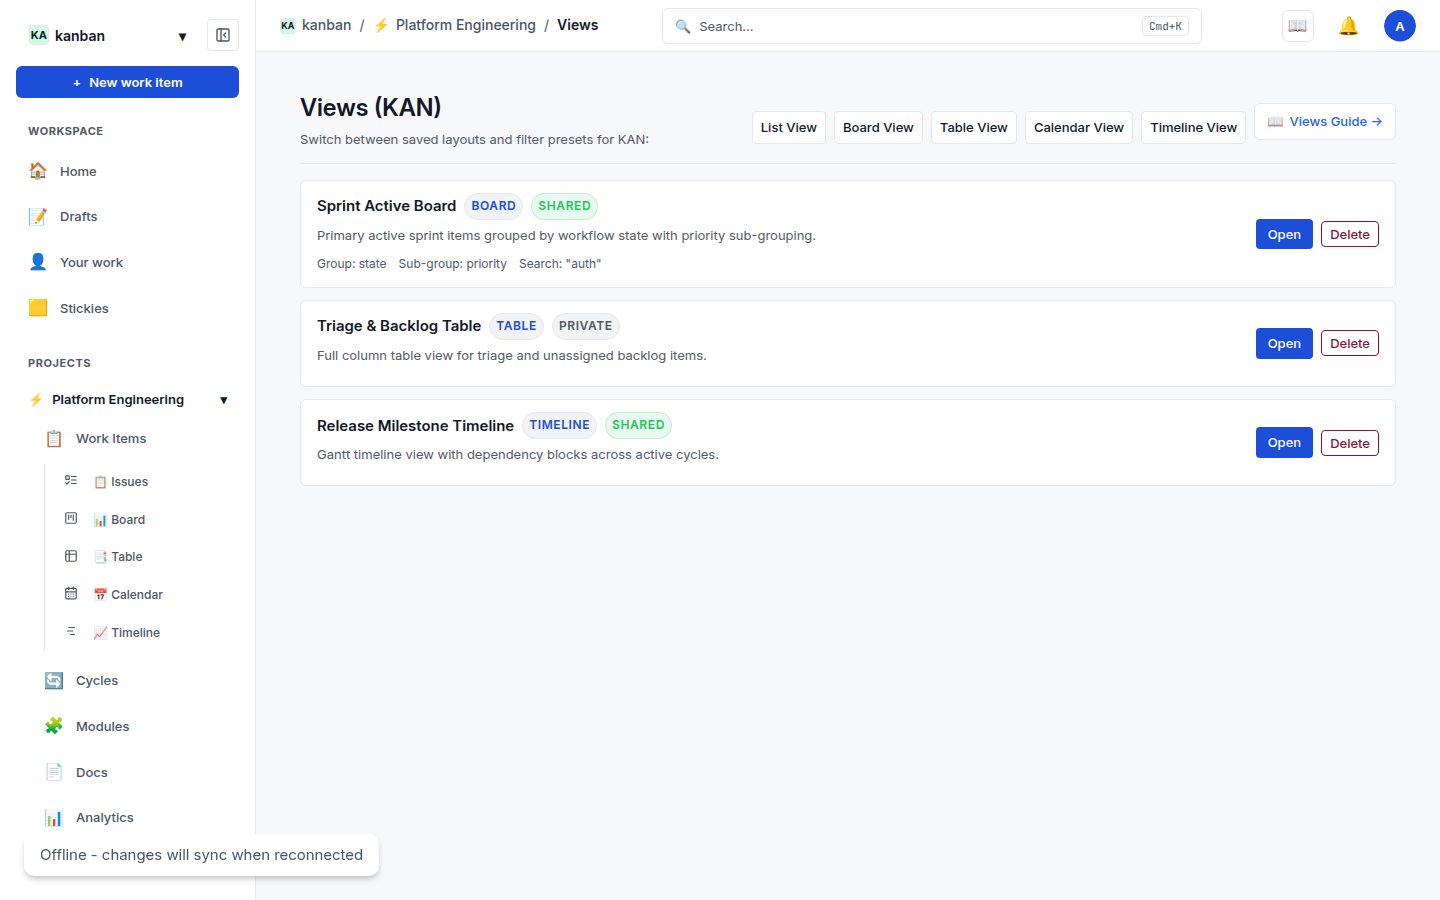 KA kanban ▾
+ New work item
WORKSPACE
Home
Drafts
Your work
Stickies
PROJECTS
Platform Engineering ▾
Work Items
Issues
Board
Table
Calendar
Timeline
Cycles
Modules
Docs
Analytics
Offline - changes will sync when reconnected
KA kanban / Platform Engineering / Views
Search... Cmd+K
A
Views (KAN)
Switch between saved layouts and filter presets for KAN:
List View Board View Table View Calendar View Timeline View Views Guide →
Sprint Active Board BOARD SHARED
Primary active sprint items grouped by workflow state with priority sub-grouping.
Group: state Sub-group: priority Search: "auth"
Open Delete
Triage & Backlog Table TABLE PRIVATE
Full column table view for triage and unassigned backlog items.
Open Delete
Release Milestone Timeline TIMELINE SHARED
Gantt timeline view with dependency blocks across active cycles.
Open Delete